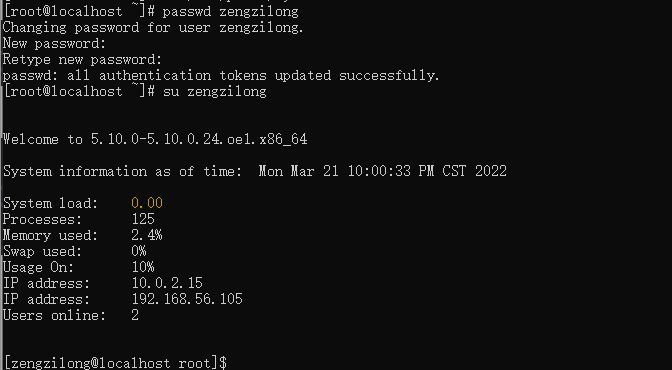 [root@localhost ~]# passwd zengzilong
Changing password for user zengzilong.
New password:
Retype new password:
passwd: all authentication tokens updated successfully.
[root@localhost ~]# su zengzilong
Welcome to 5.10.0-5.10.0.24.oe1.x86_64
System information as of time:  Mon Mar 21 10:00:33 PM CST 2022
System load:    0.00
Processes:      125
Memory used:    2.4%
Swap used:      0%
Usage On:       10%
IP address:     10.0.2.15
IP address:     192.168.56.105
Users online:   2
[zengzilong@localhost root]$